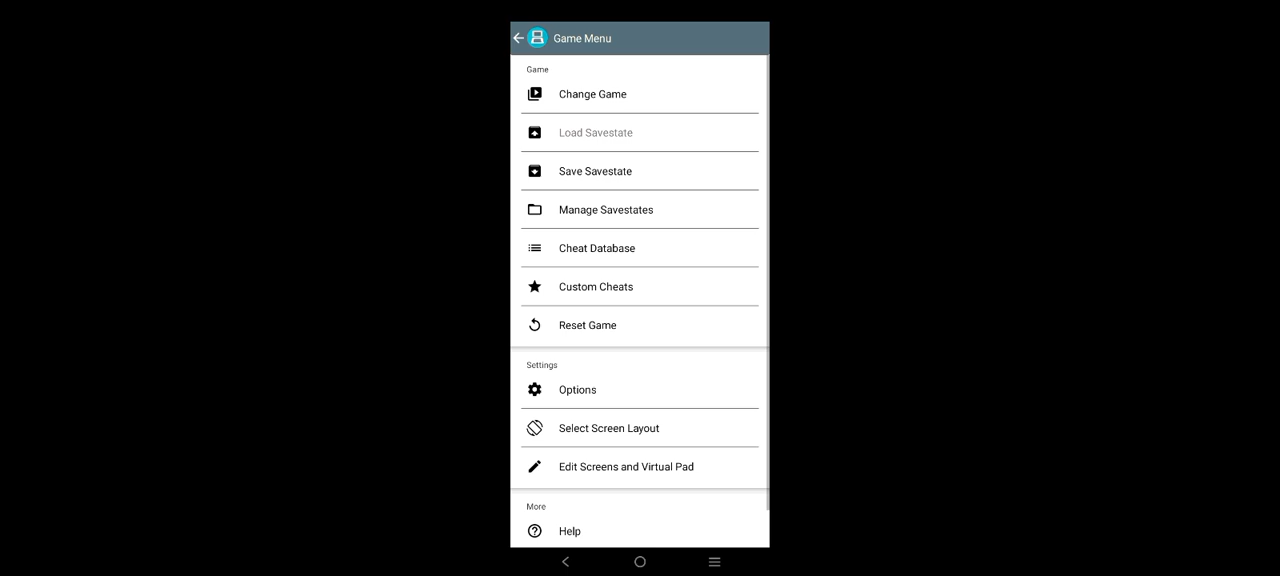 Game Menu
Game
Change Game
Load Savestate
Save Savestate
Manage Savestates
Cheat Database
Custom Cheats
Reset Game
Settings
Options
Select Screen Layout
Edit Screens and Virtual Pad
More
Help